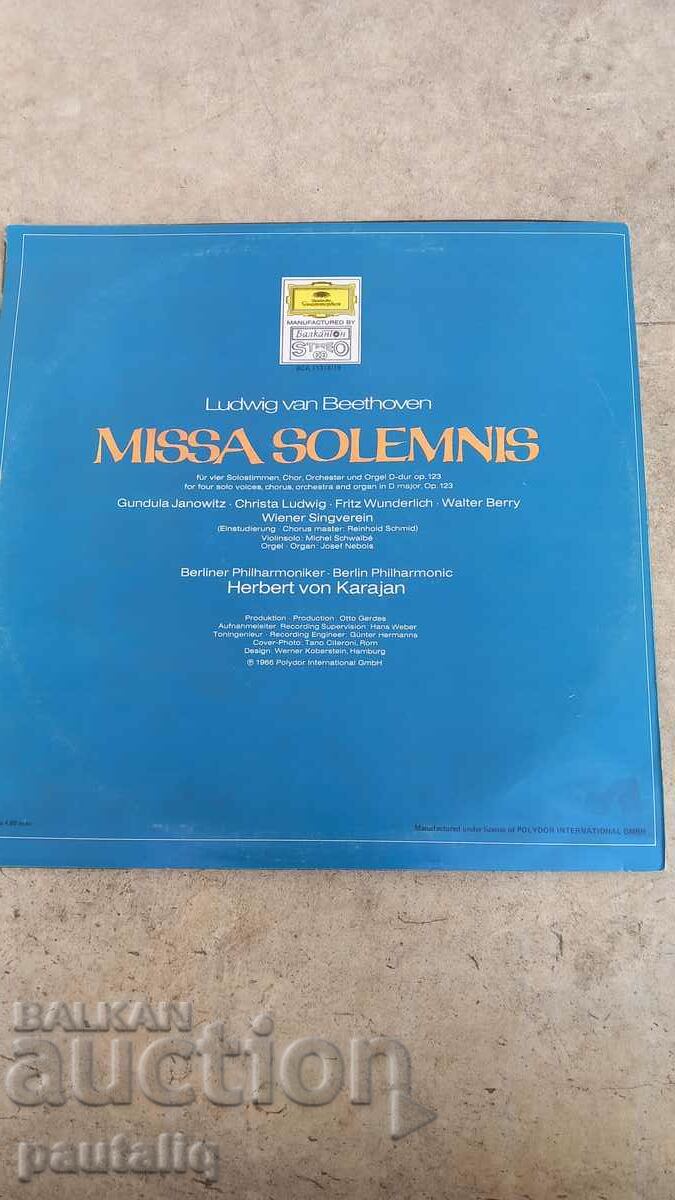 Deutsche
Grammophon
MANUFACTURED BY
Балкантон
STEREO
33
Ludwig van Beethoven
MISSA SOLEMNIS
für vier Solostimmen, Chor, Orchester und Orgel D-dur op. 123
for four solo voices, chorus, orchestra and organ in D major, Op. 123
Gundula Janowitz · Christa Ludwig · Fritz Wunderlich · Walter Berry
Wiener Singverein
(Einstudierung · Chorus master: Reinhold Schmid)
Violinsolo: Michel Schwalbé
Orgel · Organ: Josef Nebois
Berliner Philharmoniker · Berlin Philharmonic
Herbert von Karajan
Produktion · Production: Otto Gerdes
Aufnahmeleiter · Recording Supervision: Hans Weber
Toningenieur · Recording Engineer: Günter Hermanns
Cover-Photo: Tano Citeroni, Rom
Design: Werner Koberstein, Hamburg
℗ 1966 Polydor International GmbH
Manufactured under license of POLYDOR INTERNATIONAL GMBH
BALKAN
auction
pautaliq